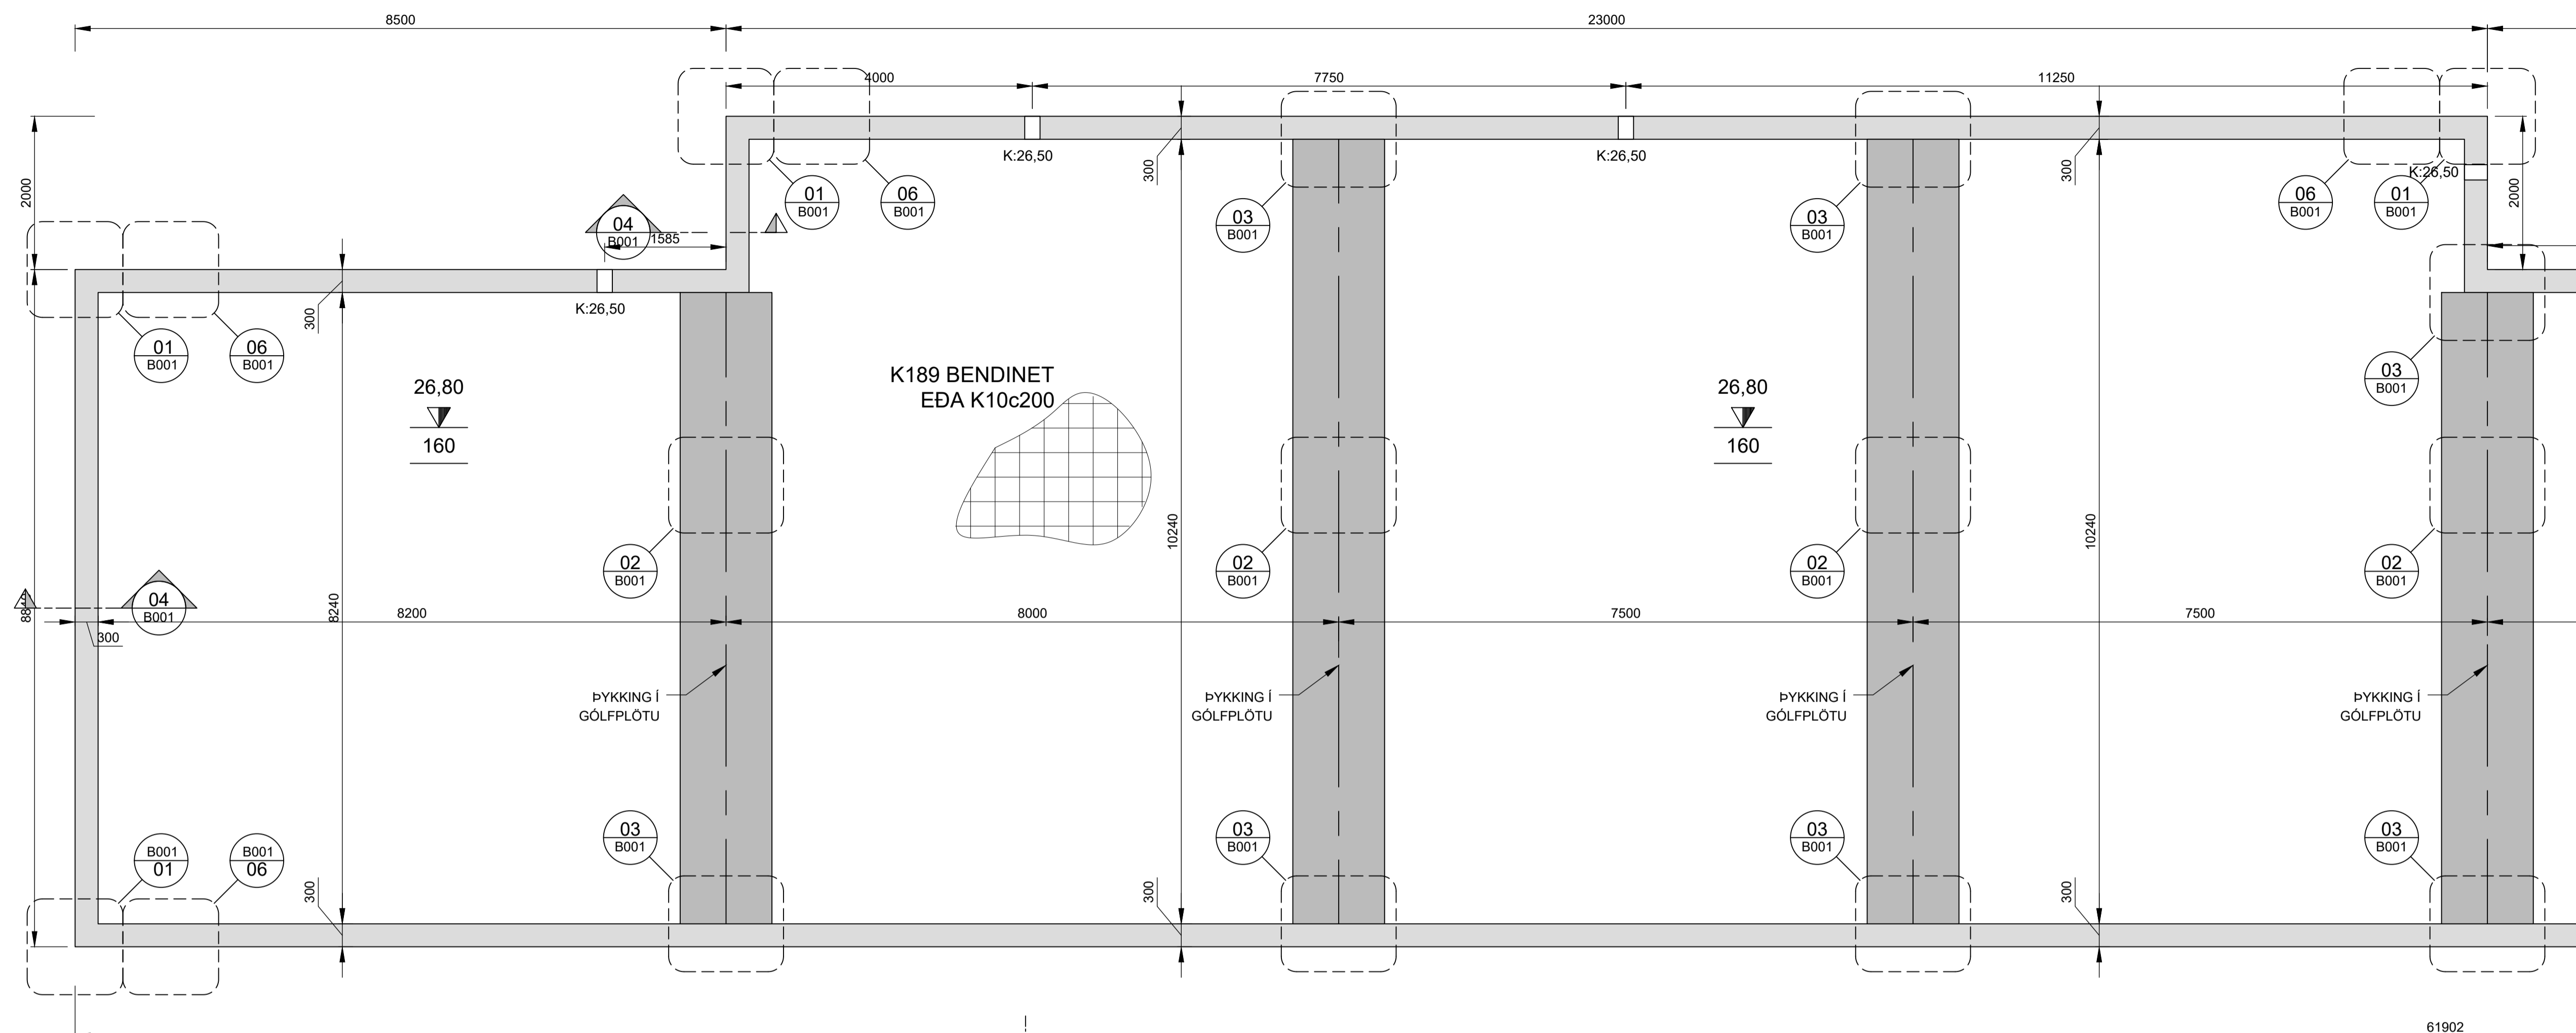 8500
23000
4000
7750
11250
2000
K:26,50
K:26,50
K:26,50
300
300
2000
01
B001
06
B001
06
B001
01
B001
04
B001
1585
03
B001
03
B001
300
K:26,50
01
B001
06
B001
03
B001
26,80
160
K189 BENDINET
EÐA K10c200
26,80
160
10240
10240
02
B001
02
B001
02
B001
02
B001
04
B001
8840
8240
300
8200
8000
7500
7500
ÞYKKING Í
GÓLFPLÖTU
ÞYKKING Í
GÓLFPLÖTU
ÞYKKING Í
GÓLFPLÖTU
ÞYKKING Í
GÓLFPLÖTU
B001
01
B001
06
03
B001
03
B001
03
B001
03
B001
300
300
300
61902